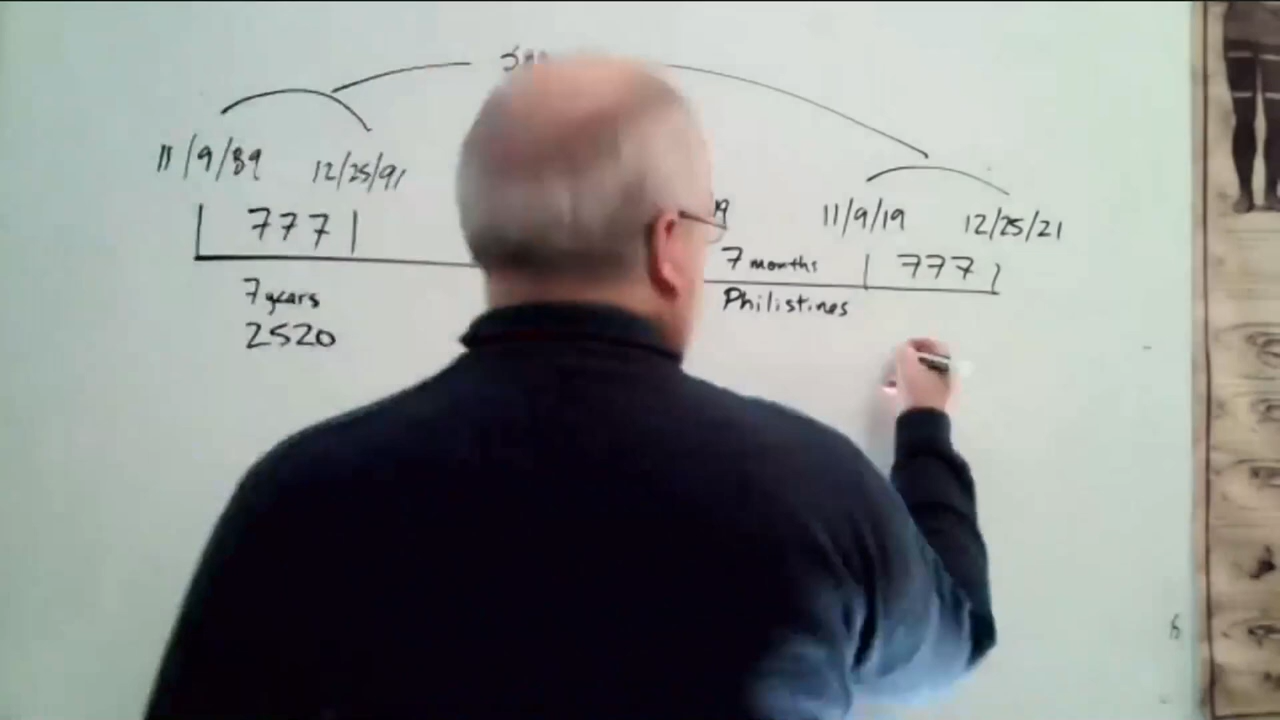 11/9/89 12/25/91 11/9/19 12/25/21
777 7 months 777
7 years Philistines
2520